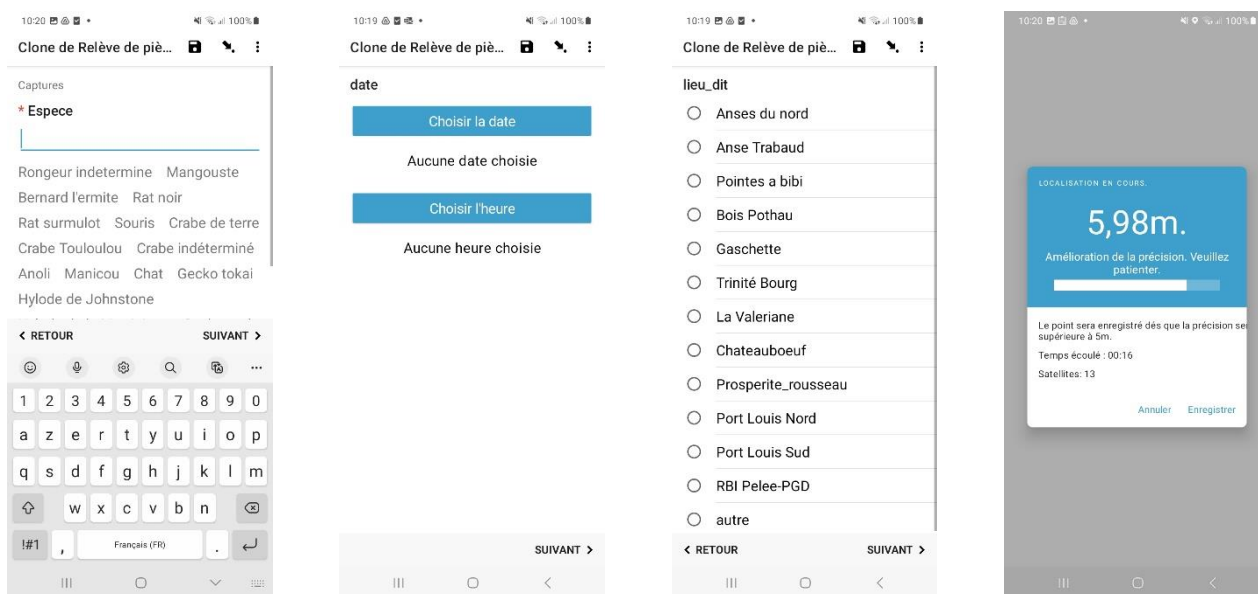 10:20
100%
Clone de Relève de piè...
Captures
* Espece
Rongeur indetermine Mangouste
Bernard l'ermite Rat noir
Rat surmulot Souris Crabe de terre
Crabe Touloulou Crabe indéterminé
Anoli Manicou Chat Gecko tokai
Hylode de Johnstone
< RETOUR
SUIVANT >
1 2 3 4 5 6 7 8 9 0
a z e r t y u i o p
q s d f g h j k l m
w x c v b n
!#1 , Français (FR) .
10:19
100%
Clone de Relève de piè...
date
Choisir la date
Aucune date choisie
Choisir l'heure
Aucune heure choisie
SUIVANT >
10:19
100%
Clone de Relève de piè...
lieu_dit
Anses du nord
Anse Trabaud
Pointes a bibi
Bois Pothau
Gaschette
Trinité Bourg
La Valeriane
Chateauboeuf
Prosperite_rousseau
Port Louis Nord
Port Louis Sud
RBI Pelee-PGD
autre
< RETOUR
SUIVANT >
10:20
100%
LOCALISATION EN COURS.
5,98m.
Amélioration de la précision. Veuillez
patienter.
Le point sera enregistré dés que la précision se
supérieure à 5m.
Temps écoulé : 00:16
Satellites: 13
Annuler Enregistrer